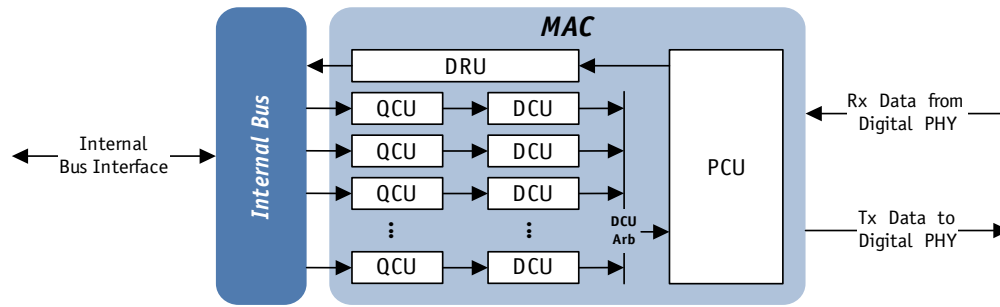 MAC
DRU
QCU DCU
QCU DCU
QCU DCU
QCU DCU
DCU
Arb
PCU
Internal Bus
Internal
Bus Interface
Rx Data from
Digital PHY
Tx Data to
Digital PHY